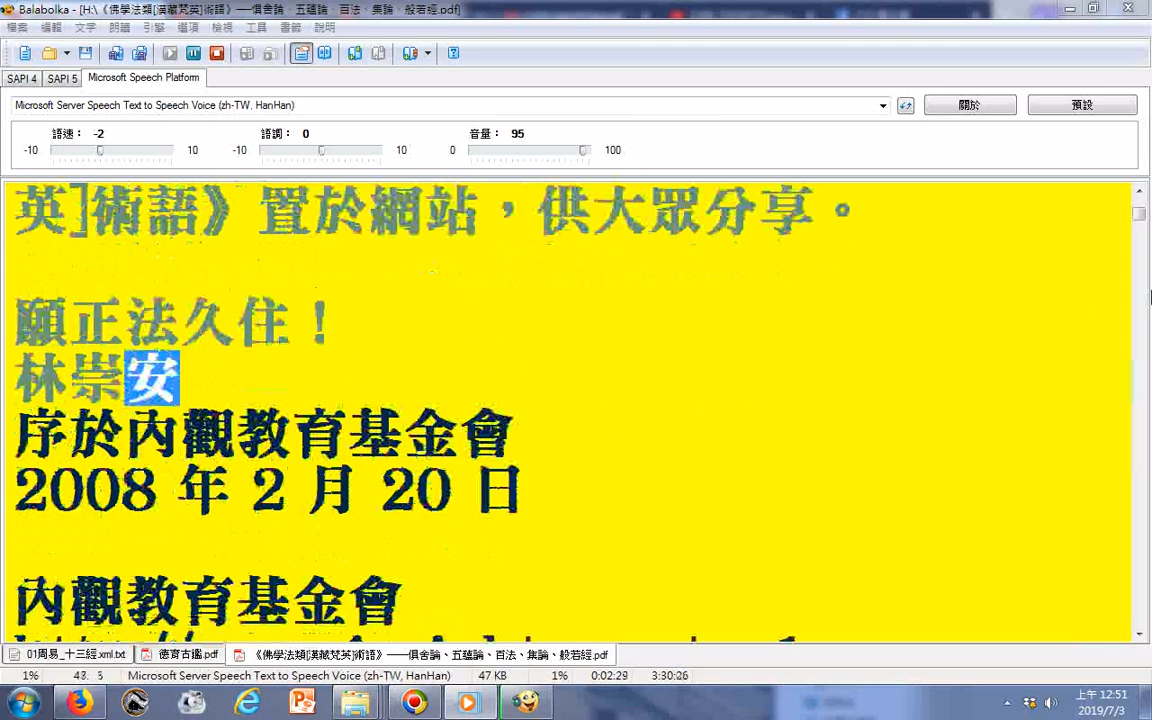 Balabolka - [H:\《佛學法類[漢藏梵英]術語》──俱舍論、五蘊論、百法、集論、般若經.pdf]
檔案 編輯 文字 朗讀 引擎 選項 檢視 工具 書籤 說明
SAPI 4 SAPI 5 Microsoft Speech Platform
Microsoft Server Speech Text to Speech Voice (zh-TW, HanHan) 關於 預設
語速： -2 語調： 0 音量： 95
-10 10 -10 10 0 100
英]術語》置於網站，供大眾分享。
願正法久住！
林崇安
序於內觀教育基金會
2008 年 2 月 20 日
內觀教育基金會
01周易_十三經.xml.txt 德育古鑑.pdf 《佛學法類[漢藏梵英]術語》──俱舍論、五蘊論、百法、集論、般若經.pdf
1% 43: 3 Microsoft Server Speech Text to Speech Voice (zh-TW, HanHan) 47 KB 1% 0:02:29 3:30:26
上午 12:51
2019/7/3